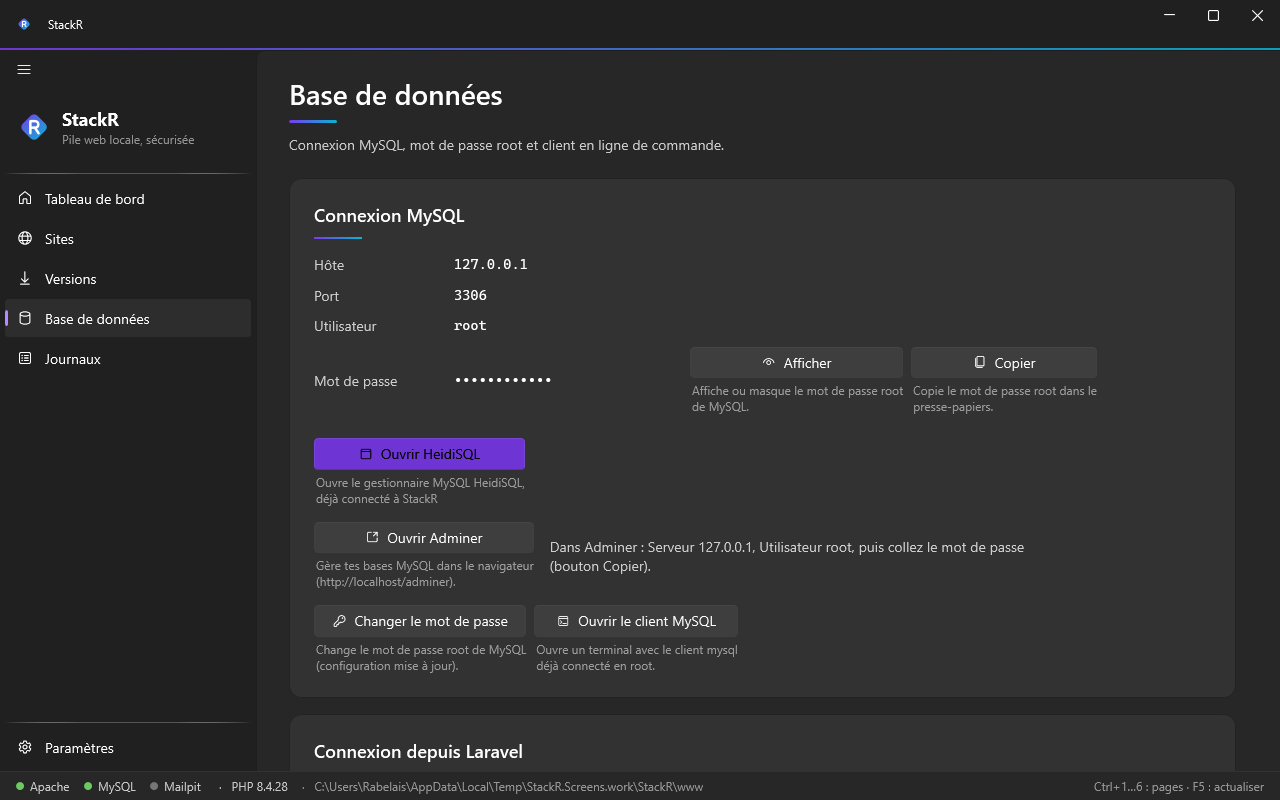 StackR
StackR
Pile web locale, sécurisée
Tableau de bord
Sites
Versions
Base de données
Journaux
Paramètres
Base de données
Connexion MySQL, mot de passe root et client en ligne de commande.
Connexion MySQL
Hôte 127.0.0.1
Port 3306
Utilisateur root
Mot de passe ••••••••••••
Afficher
Affiche ou masque le mot de passe root
de MySQL.
Copier
Copie le mot de passe root dans le
presse-papiers.
Ouvrir HeidiSQL
Ouvre le gestionnaire MySQL HeidiSQL,
déjà connecté à StackR
Ouvrir Adminer
Gère tes bases MySQL dans le navigateur
(http://localhost/adminer).
Dans Adminer : Serveur 127.0.0.1, Utilisateur root, puis collez le mot de passe
(bouton Copier).
Changer le mot de passe
Change le mot de passe root de MySQL
(configuration mise à jour).
Ouvrir le client MySQL
Ouvre un terminal avec le client mysql
déjà connecté en root.
Connexion depuis Laravel
Apache MySQL Mailpit · PHP 8.4.28 · C:\Users\Rabelais\AppData\Local\Temp\StackR.Screens.work\StackR\www
Ctrl+1…6 : pages · F5 : actualiser